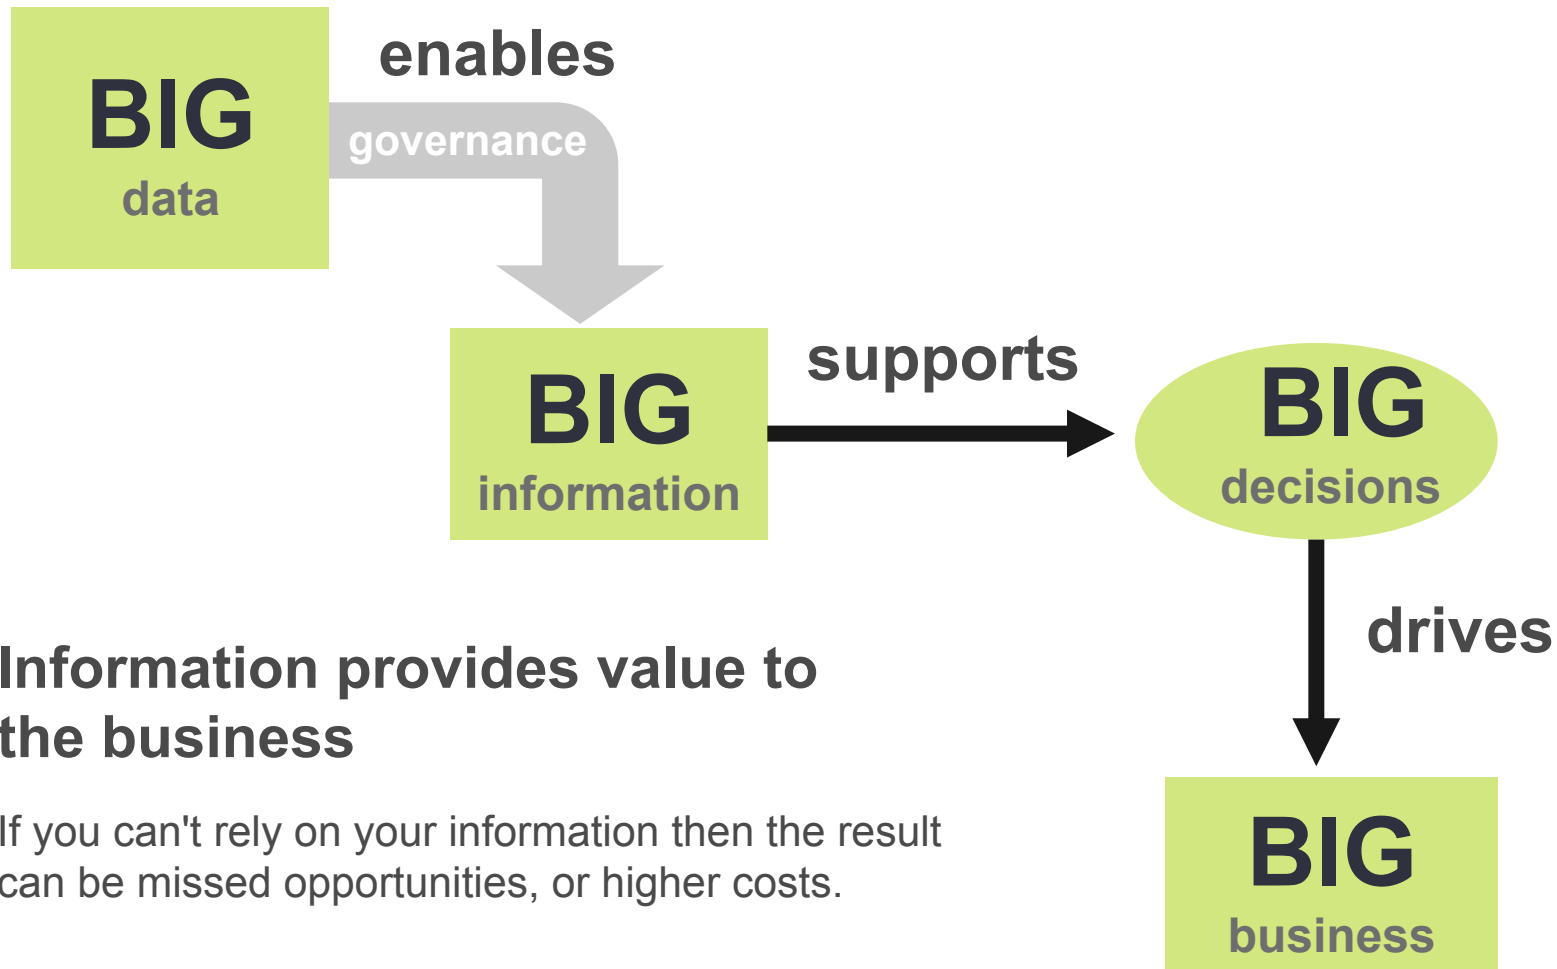 enables
BIG
governance
data
supports
BIG
information
BIG
decisions
drives
Information provides value to
the business
If you can't rely on your information then the result
can be missed opportunities, or higher costs.
BIG
business